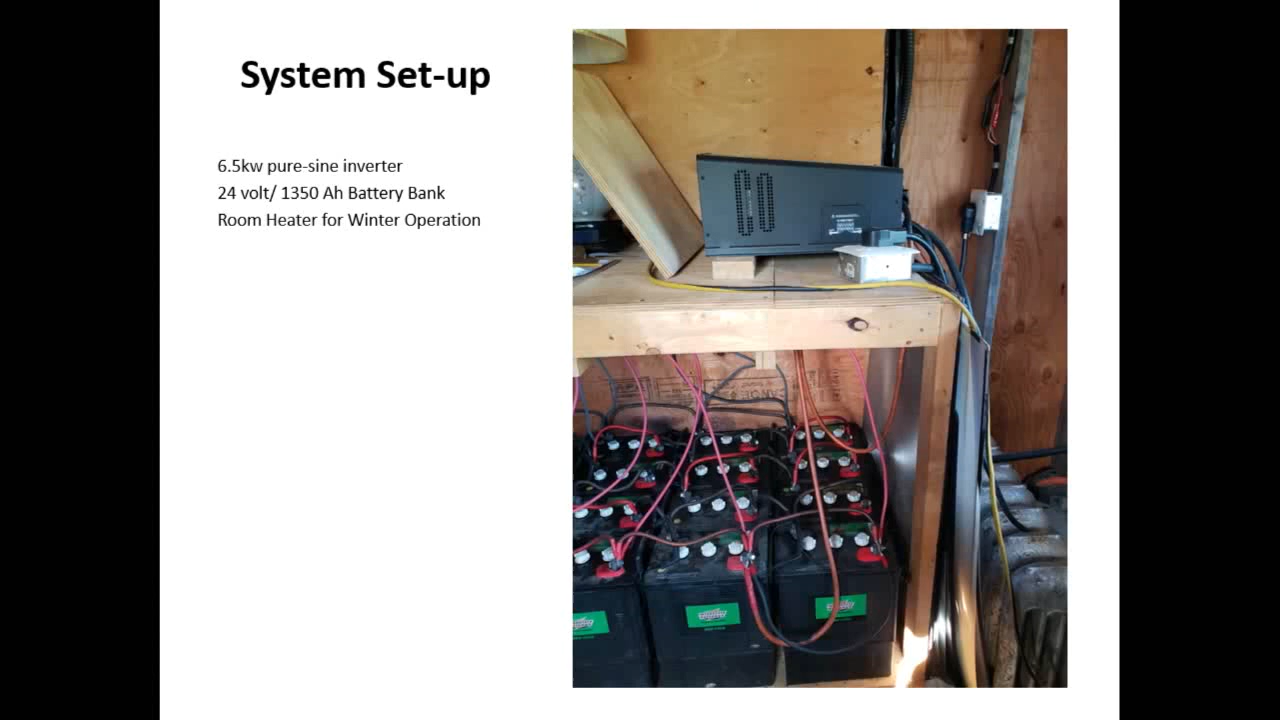 System Set-up
6.5kw pure-sine inverter
24 volt/ 1350 Ah Battery Bank
Room Heater for Winter Operation